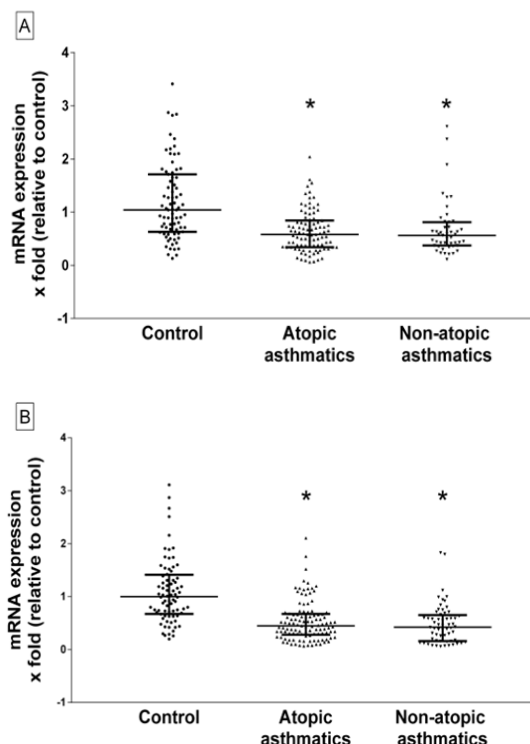 A
4
3
2
1
0
-1
mRNA expression
x fold (relative to control)
*
*
Control
Atopic
asthmatics
Non-atopic
asthmatics
B
4
3
2
1
0
-1
mRNA expression
x fold (relative to control)
*
*
Control
Atopic
asthmatics
Non-atopic
asthmatics